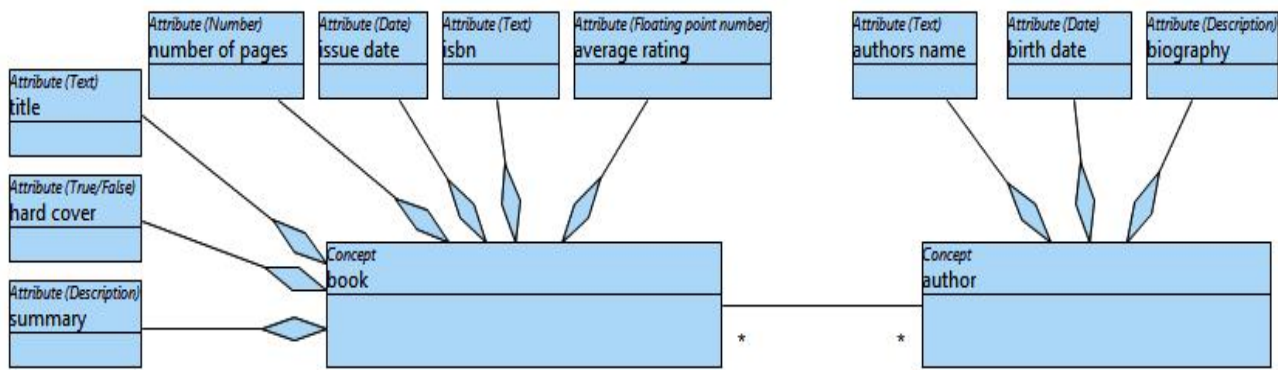 Attribute (Number)
number of pages
Attribute (Date)
issue date
Attribute (Text)
isbn
Attribute (Floating point number)
average rating
Attribute (Text)
authors name
Attribute (Date)
birth date
Attribute (Description)
biography
Attribute (Text)
title
Attribute (True/False)
hard cover
Attribute (Description)
summary
Concept
book
Concept
author
*
*